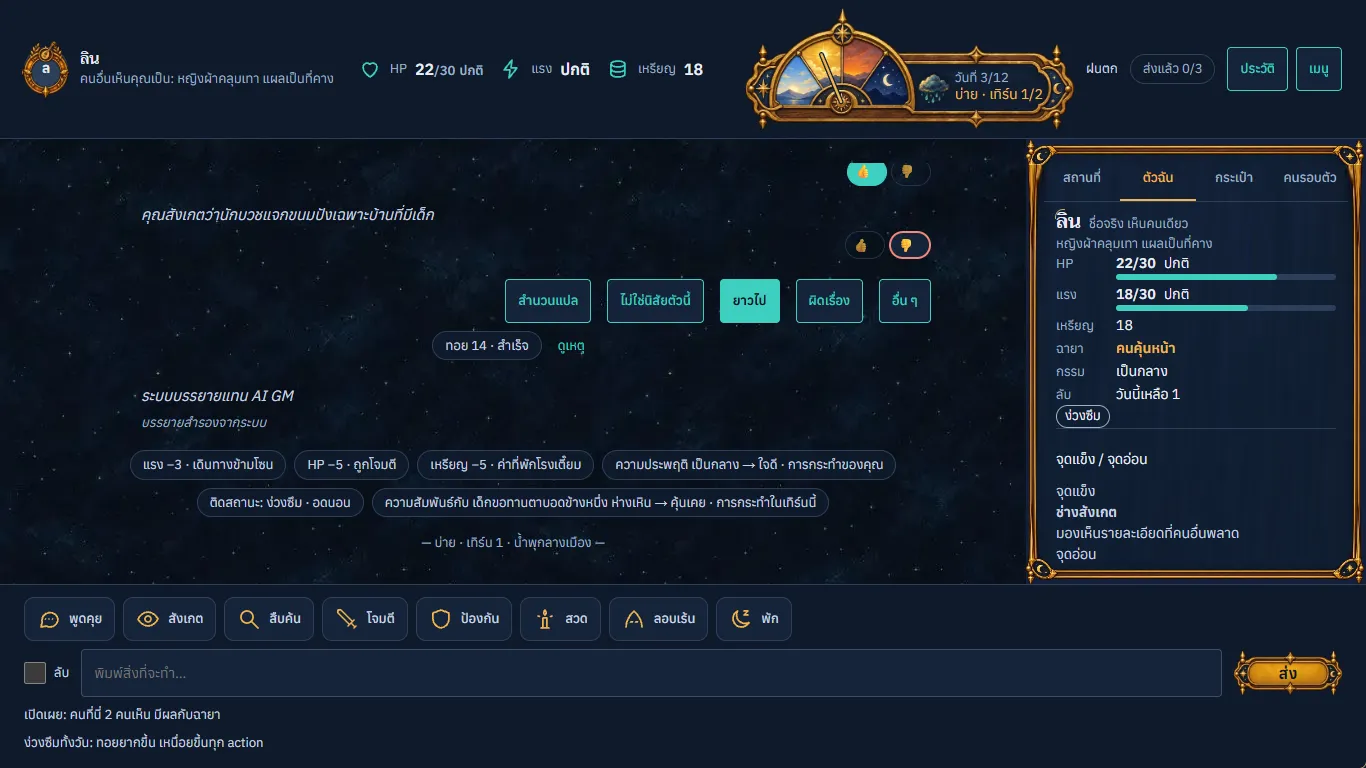 ล
ลิน
คนอื่นเห็นคุณเป็น: หญิงผ้าคลุมเทา แผลเป็นที่คาง
HP 22/30 ปกติ
แรง ปกติ
เหรียญ 18
วันที่ 3/12
บ่าย · เทิร์น 1/2
ฝนตก
ส่งแล้ว 0/3
ประวัติ
เมนู
คุณสังเกตว่านักบวชแจกขนมปังเฉพาะบ้านที่มีเด็ก
สำนวนแปล
ไม่ใช่นิสัยตัวนี้
ยาวไป
ผิดเรื่อง
อื่น ๆ
ทอย 14 · สำเร็จ
ดูเหตุ
ระบบบรรยายแทน AI GM
บรรยายสำรองจากระบบ
แรง −3 · เดินทางข้ามโซน
HP −5 · ถูกโจมตี
เหรียญ −5 · ค่าที่พักโรงเตี๊ยม
ความประพฤติ เป็นกลาง → ใจดี · การกระทำของคุณ
ติดสถานะ: ง่วงซึม · อดนอน
ความสัมพันธ์กับ เด็กขอทานตาบอดข้างหนึ่ง ห่างเหิน → คุ้นเคย · การกระทำในเทิร์นนี้
— บ่าย · เทิร์น 1 · น้ำพุกลางเมือง —
สถานที่
ตัวฉัน
กระเป๋า
คนรอบตัว
ลิน ชื่อจริง เห็นคนเดียว
หญิงผ้าคลุมเทา แผลเป็นที่คาง
HP 22/30 ปกติ
แรง 18/30 ปกติ
เหรียญ 18
ฉายา คนคุ้นหน้า
กรรม เป็นกลาง
ลับ วันนี้เหลือ 1
ง่วงซึม
จุดแข็ง / จุดอ่อน
จุดแข็ง
ช่างสังเกต
มองเห็นรายละเอียดที่คนอื่นพลาด
จุดอ่อน
พูดคุย
สังเกต
สืบค้น
โจมตี
ป้องกัน
สวด
ลอบเร้น
พัก
ลับ
พิมพ์สิ่งที่จะทำ...
ส่ง
เปิดเผย: คนที่นี่ 2 คนเห็น มีผลกับฉายา
ง่วงซึมทั้งวัน: ทอยยากขึ้น เหนื่อยขึ้นทุก action